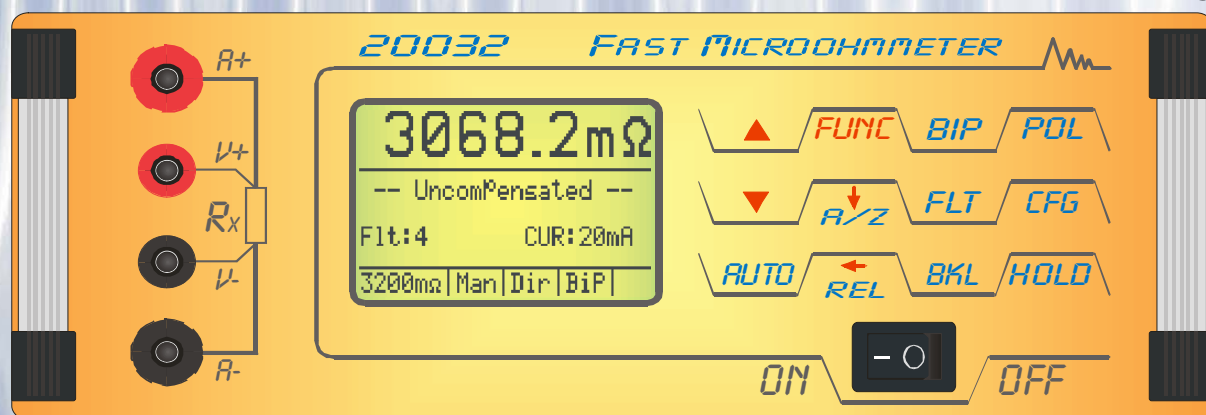 20032 FAST MICROOHMMETER
A+
V+
Rx
V-
A-
3068.2mΩ
-- UncomPensated --
Flt:4 CUR:20mA
3200mΩ|Man|Dir|BiP|
▲ FUNC BIP POL
▼ A/Z FLT CFG
AUTO REL BKL HOLD
ON OFF